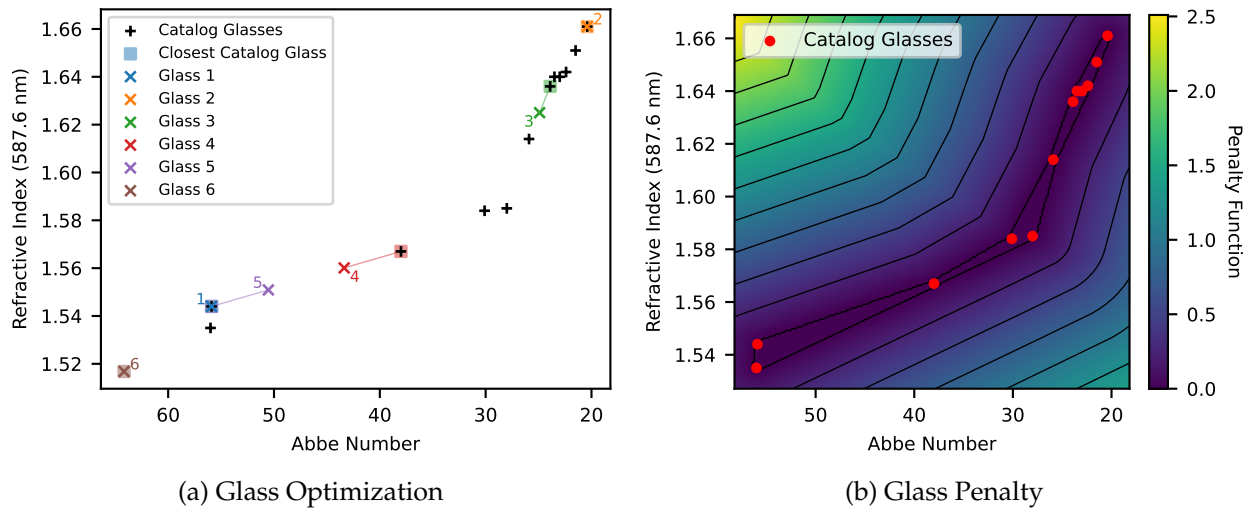 Refractive Index (587.6 nm)
1.66
1.64
1.62
1.60
1.58
1.56
1.54
1.52
Catalog Glasses
Closest Catalog Glass
Glass 1
Glass 2
Glass 3
Glass 4
Glass 5
Glass 6
2
3
4
5
1
6
60
50
40
30
20
Abbe Number
(a) Glass Optimization
Refractive Index (587.6 nm)
1.66
1.64
1.62
1.60
1.58
1.56
1.54
Catalog Glasses
50
40
30
20
Abbe Number
2.5
2.0
1.5
1.0
0.5
0.0
Penalty Function
(b) Glass Penalty